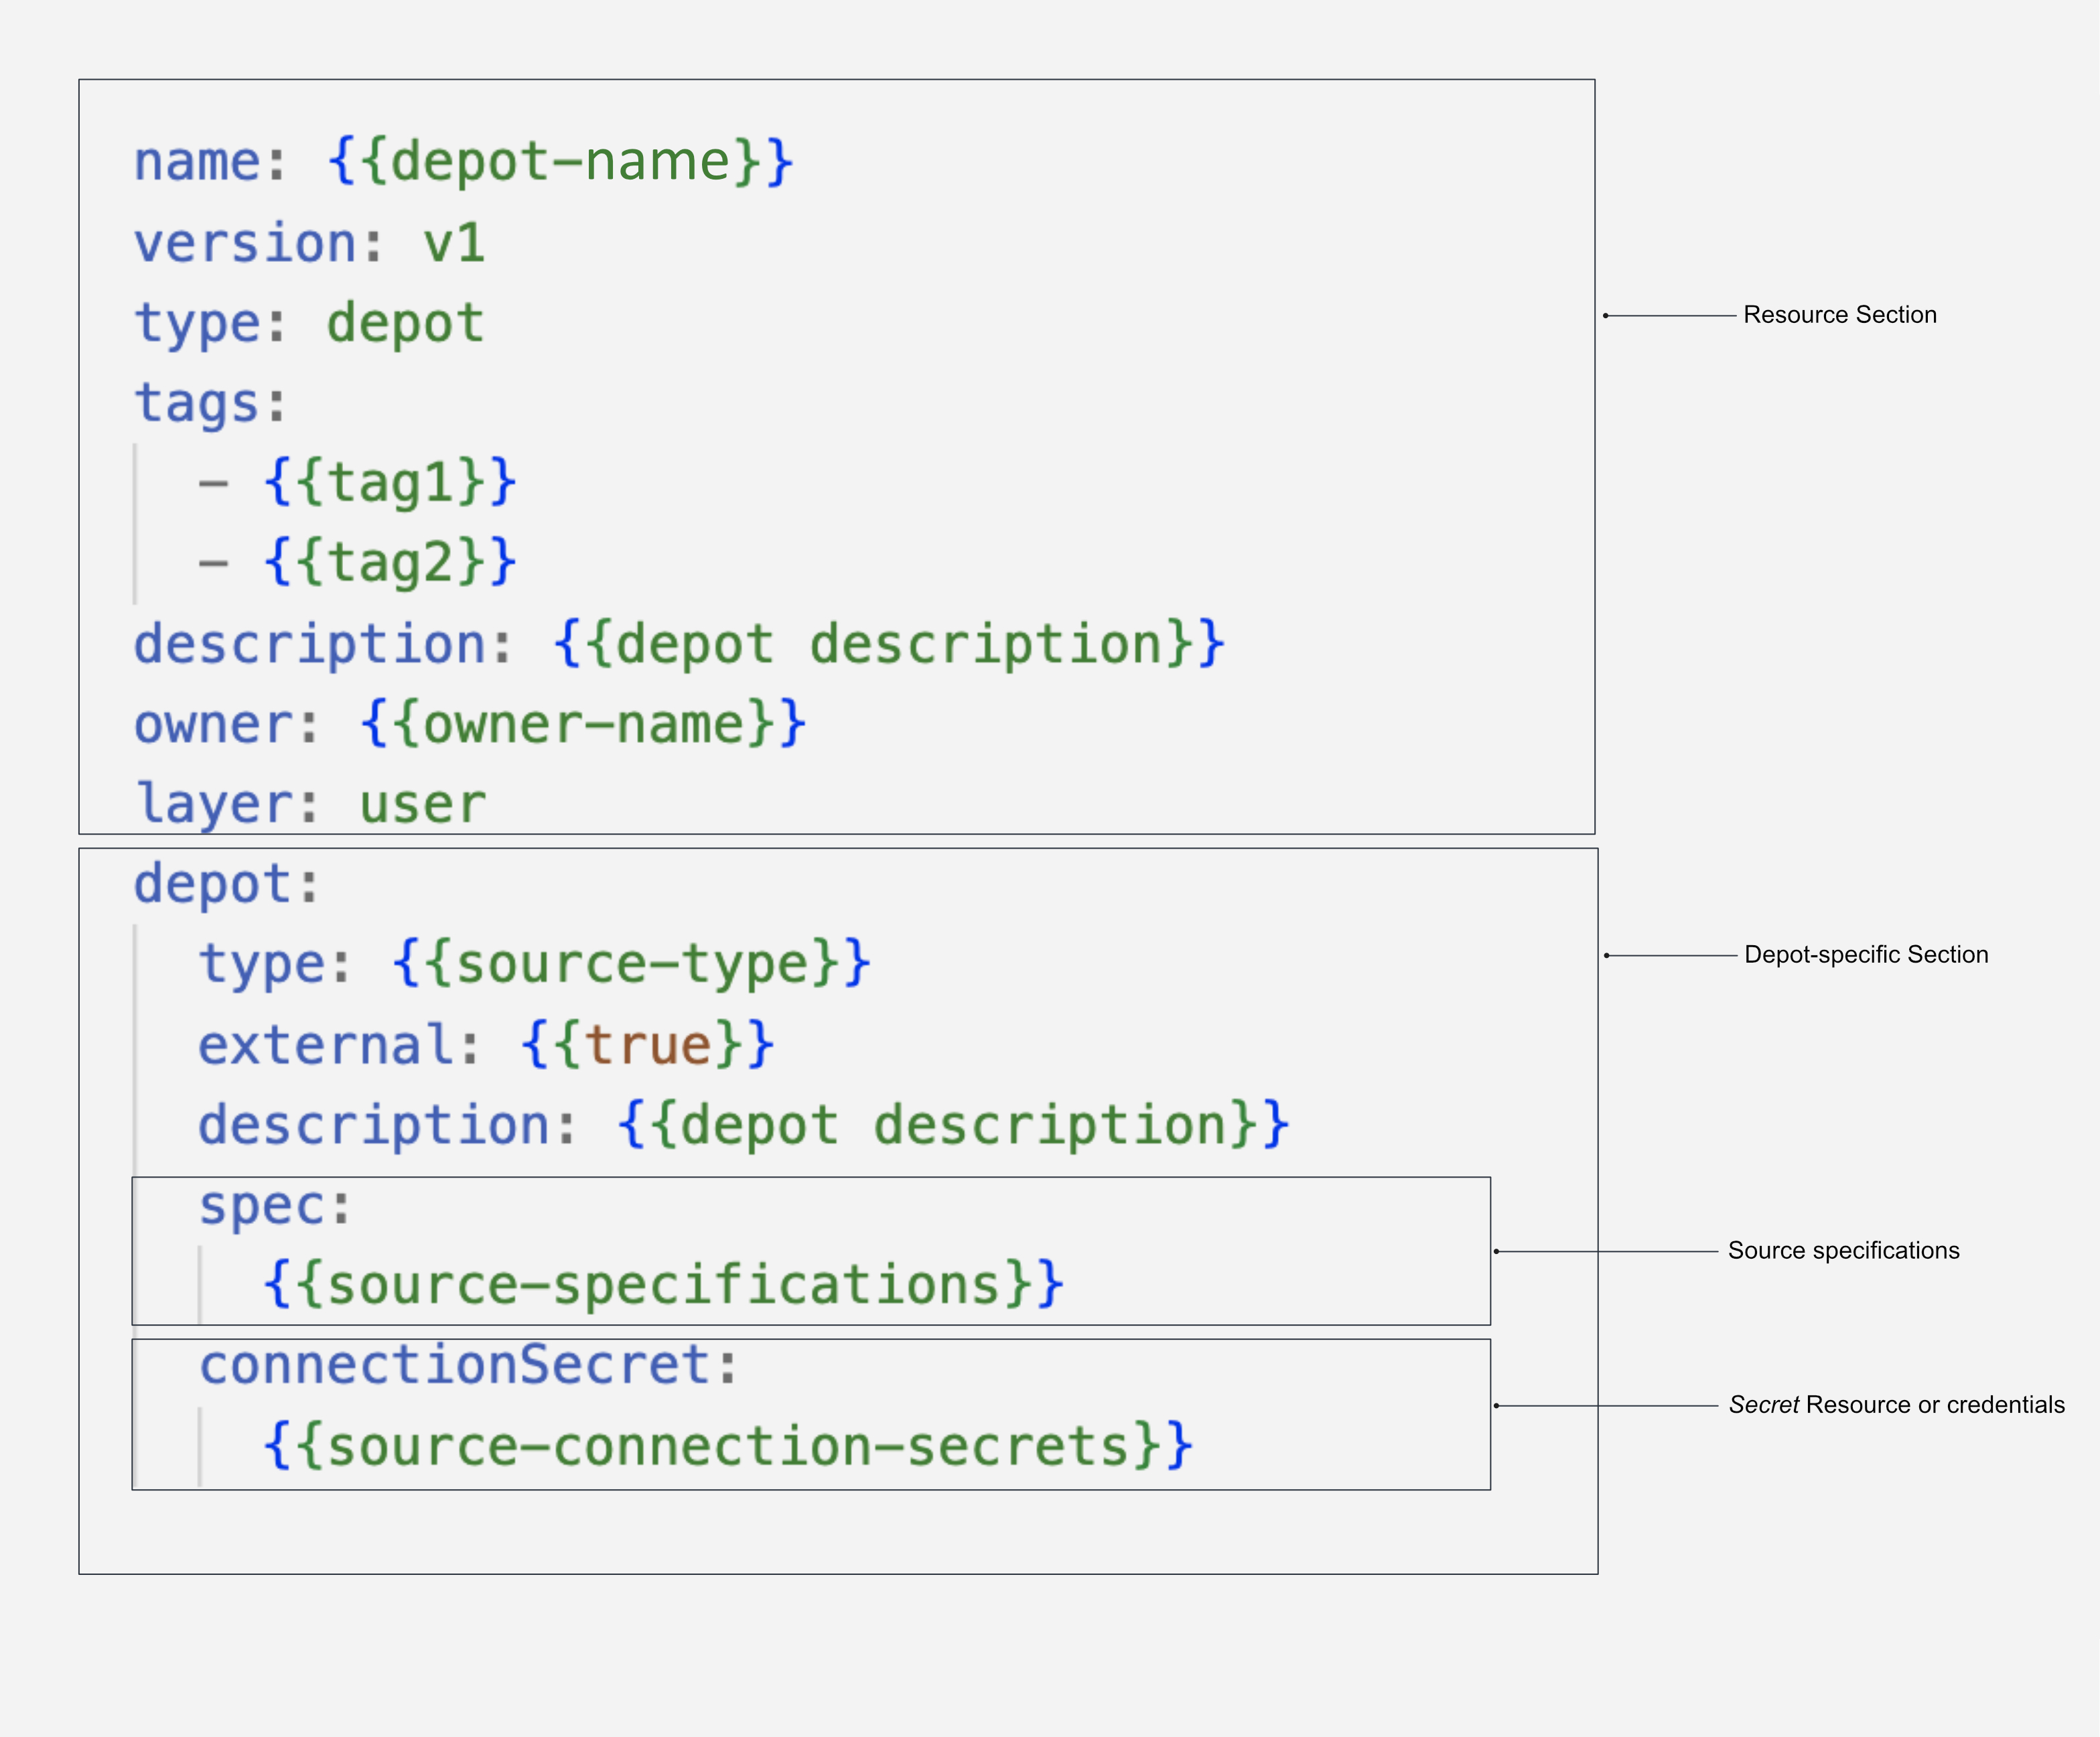 name: {{depot-name}}
version: v1
type: depot
tags:
  - {{tag1}}
  - {{tag2}}
description: {{depot description}}
owner: {{owner-name}}
layer: user
Resource Section
depot:
  type: {{source-type}}
  external: {{true}}
  description: {{depot description}}
Depot-specific Section
  spec:
    {{source-specifications}}
Source specifications
  connectionSecret:
    {{source-connection-secrets}}
Secret Resource or credentials